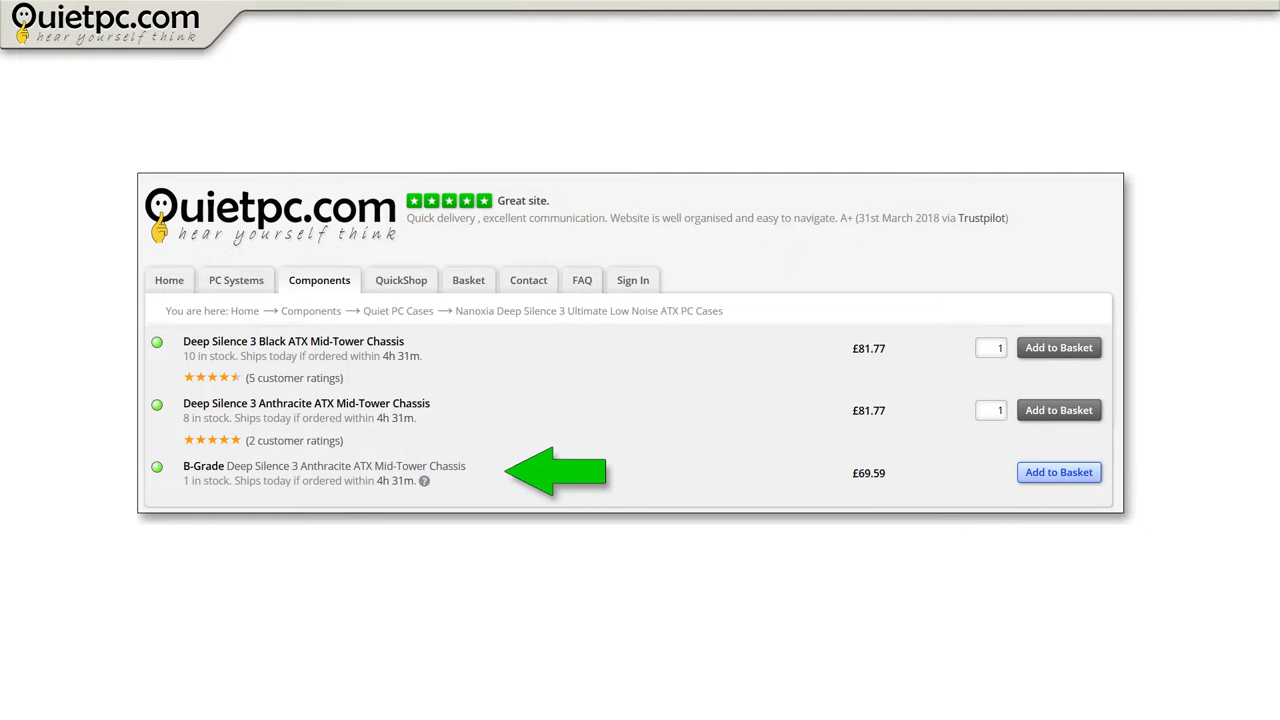 Quietpc.com
hear yourself think
Quietpc.com
hear yourself think
Great site.
Quick delivery , excellent communication. Website is well organised and easy to navigate. A+ (31st March 2018 via Trustpilot)
Home PC Systems Components QuickShop Basket Contact FAQ Sign In
You are here: Home → Components → Quiet PC Cases → Nanoxia Deep Silence 3 Ultimate Low Noise ATX PC Cases
Deep Silence 3 Black ATX Mid-Tower Chassis
10 in stock. Ships today if ordered within 4h 31m.
£81.77 1 Add to Basket
(5 customer ratings)
Deep Silence 3 Anthracite ATX Mid-Tower Chassis
8 in stock. Ships today if ordered within 4h 31m.
£81.77 1 Add to Basket
(2 customer ratings)
B-Grade Deep Silence 3 Anthracite ATX Mid-Tower Chassis
1 in stock. Ships today if ordered within 4h 31m. ?
£69.59 Add to Basket